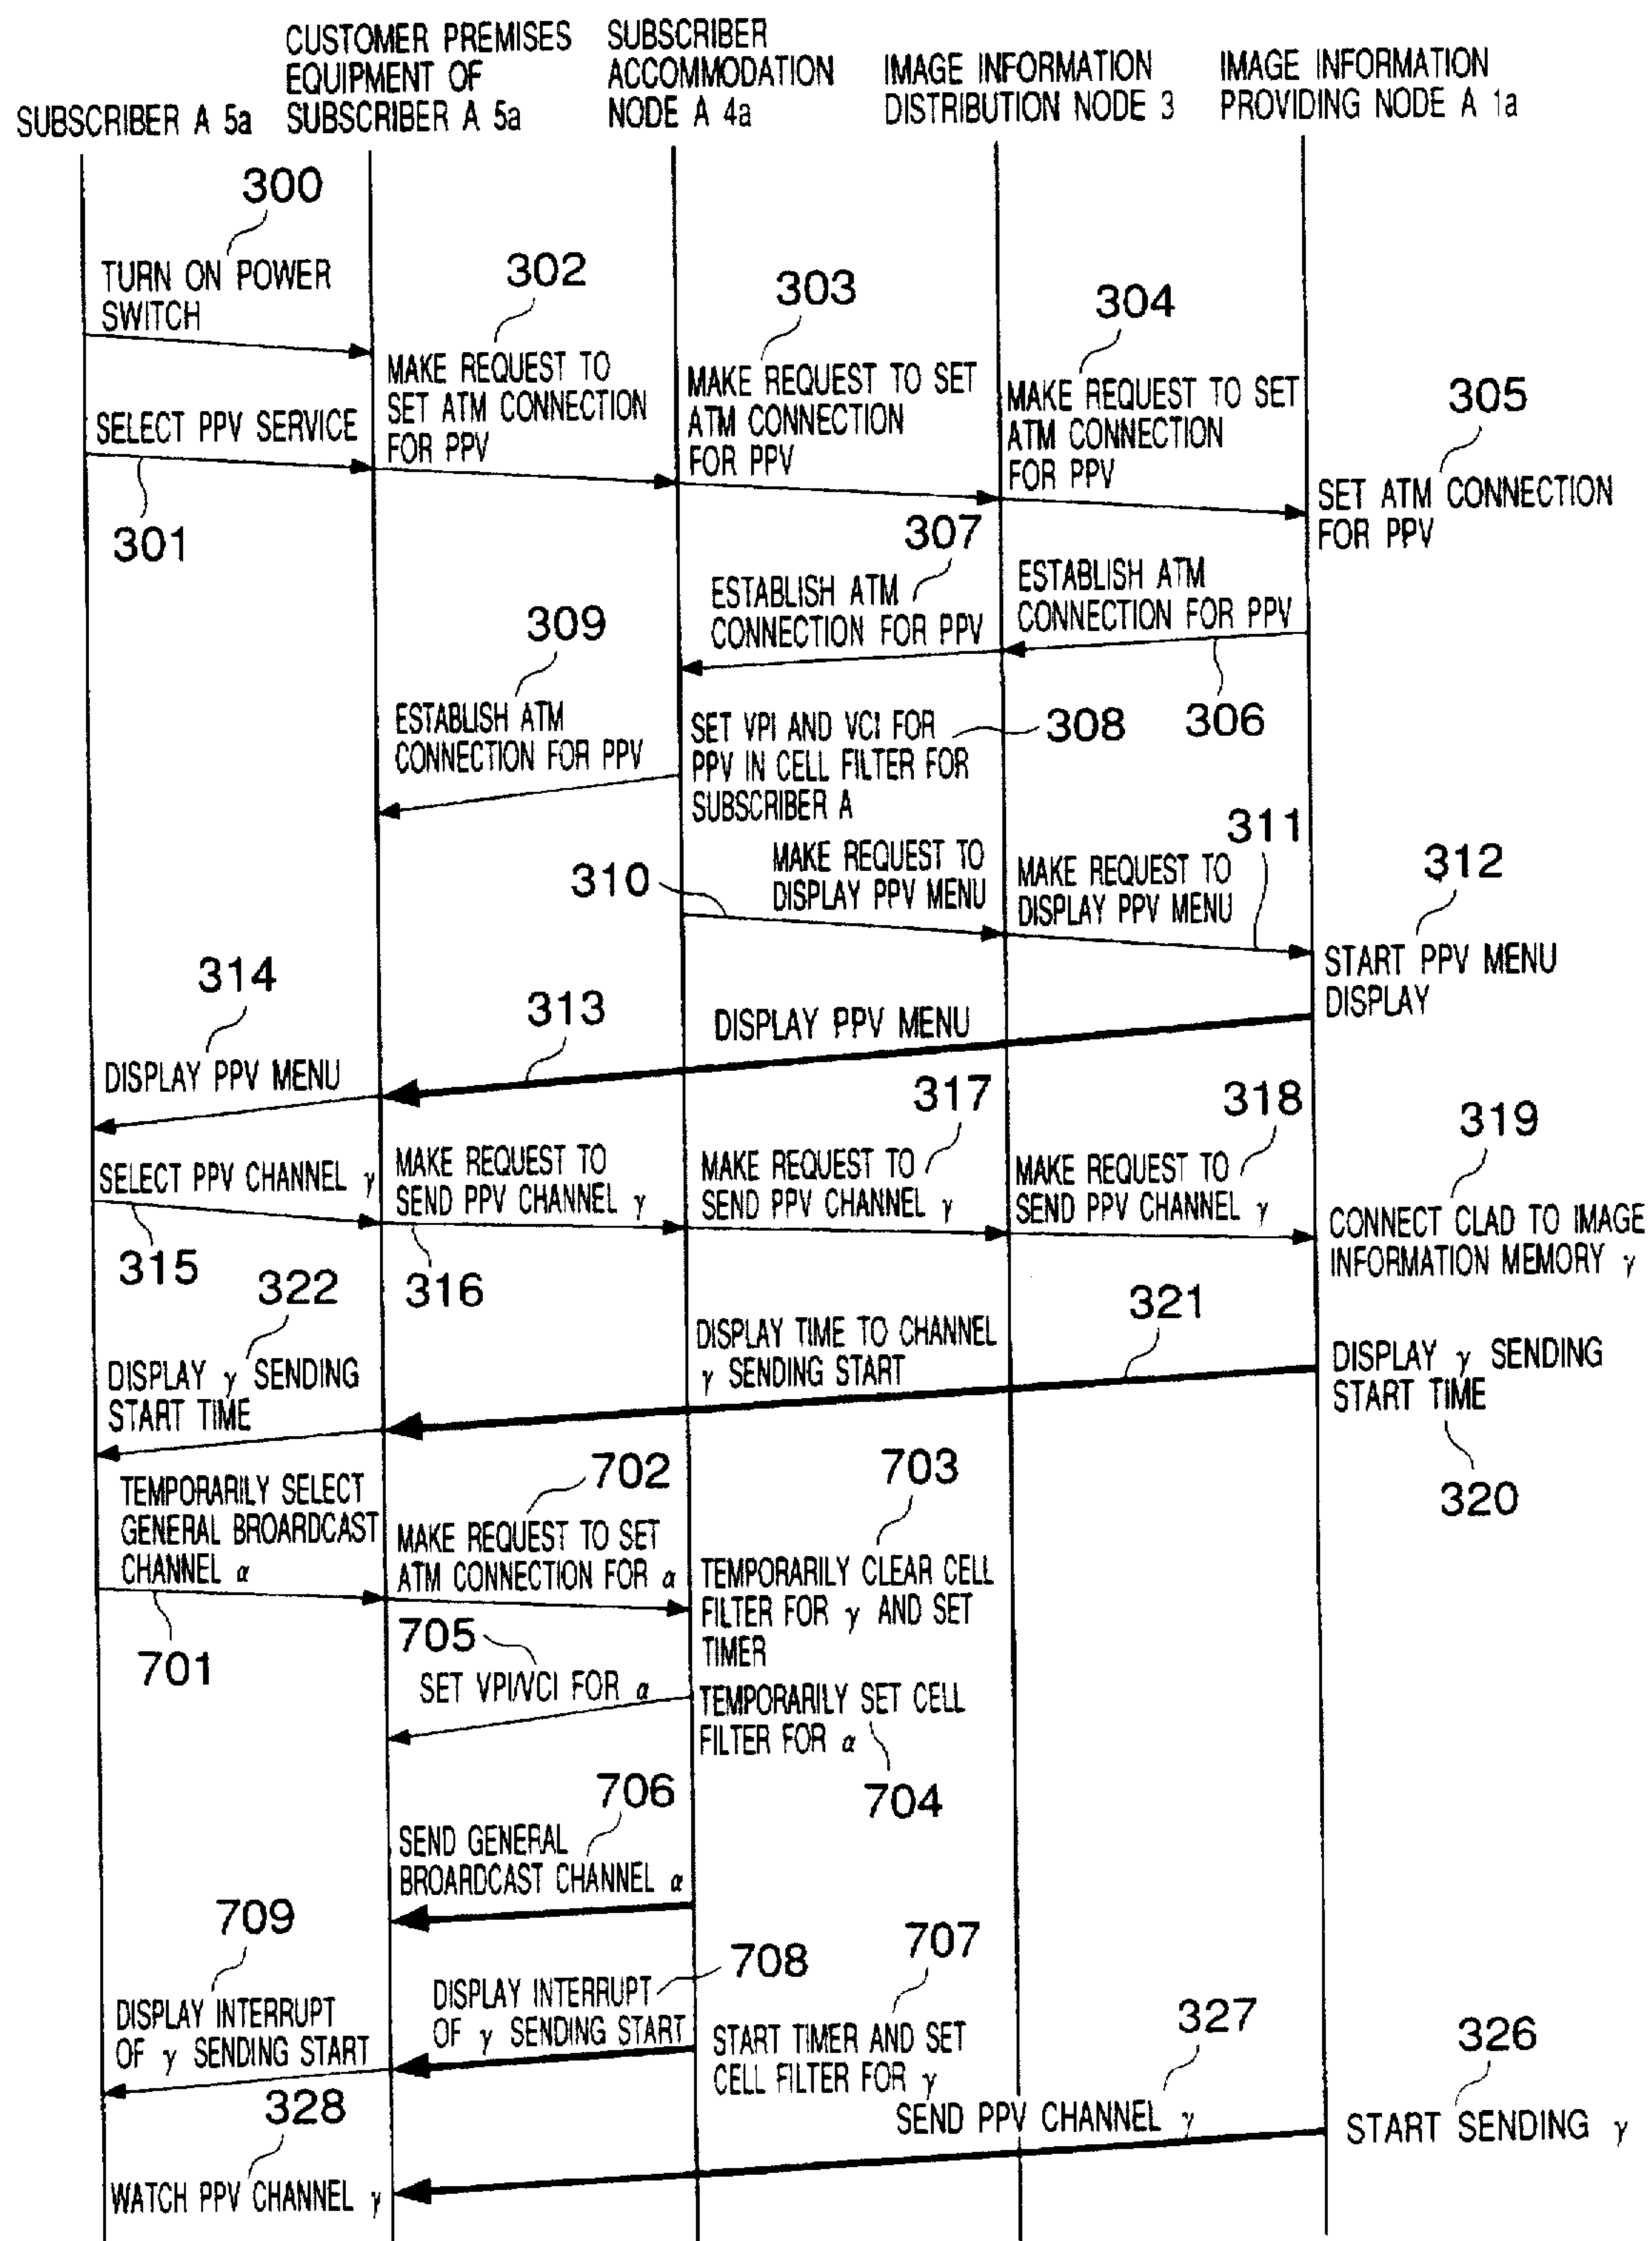 SUBSCRIBER A 5a
CUSTOMER PREMISES
EQUIPMENT OF
SUBSCRIBER A 5a
SUBSCRIBER
ACCOMMODATION
NODE A 4a
IMAGE INFORMATION
DISTRIBUTION NODE 3
IMAGE INFORMATION
PROVIDING NODE A 1a
300
TURN ON POWER
SWITCH
302
MAKE REQUEST TO
SET ATM CONNECTION
FOR PPV
303
MAKE REQUEST TO SET
ATM CONNECTION
FOR PPV
304
MAKE REQUEST TO SET
ATM CONNECTION
FOR PPV
305
SET ATM CONNECTION
FOR PPV
SELECT PPV SERVICE
301
307
ESTABLISH ATM
CONNECTION FOR PPV
ESTABLISH ATM
CONNECTION FOR PPV
306
309
ESTABLISH ATM
CONNECTION FOR PPV
SET VPI AND VCI FOR
PPV IN CELL FILTER FOR
SUBSCRIBER A
308
310
MAKE REQUEST TO
DISPLAY PPV MENU
311
MAKE REQUEST TO
DISPLAY PPV MENU
312
START PPV MENU
DISPLAY
314
DISPLAY PPV MENU
313
DISPLAY PPV MENU
SELECT PPV CHANNEL γ
315
MAKE REQUEST TO
SEND PPV CHANNEL γ
316
317
MAKE REQUEST TO
SEND PPV CHANNEL γ
318
MAKE REQUEST TO
SEND PPV CHANNEL γ
319
CONNECT CLAD TO IMAGE
INFORMATION MEMORY γ
322
DISPLAY γ SENDING
START TIME
DISPLAY TIME TO CHANNEL
γ SENDING START
321
DISPLAY γ SENDING
START TIME
320
TEMPORARILY SELECT
GENERAL BROARDCAST
CHANNEL α
701
702
MAKE REQUEST TO SET
ATM CONNECTION FOR α
703
TEMPORARILY CLEAR CELL
FILTER FOR γ AND SET
TIMER
705
SET VPI/VCI FOR α
TEMPORARILY SET CELL
FILTER FOR α
704
706
SEND GENERAL
BROARDCAST CHANNEL α
709
DISPLAY INTERRUPT
OF γ SENDING START
708
DISPLAY INTERRUPT
OF γ SENDING START
707
START TIMER AND SET
CELL FILTER FOR γ
327
SEND PPV CHANNEL γ
326
START SENDING γ
328
WATCH PPV CHANNEL γ